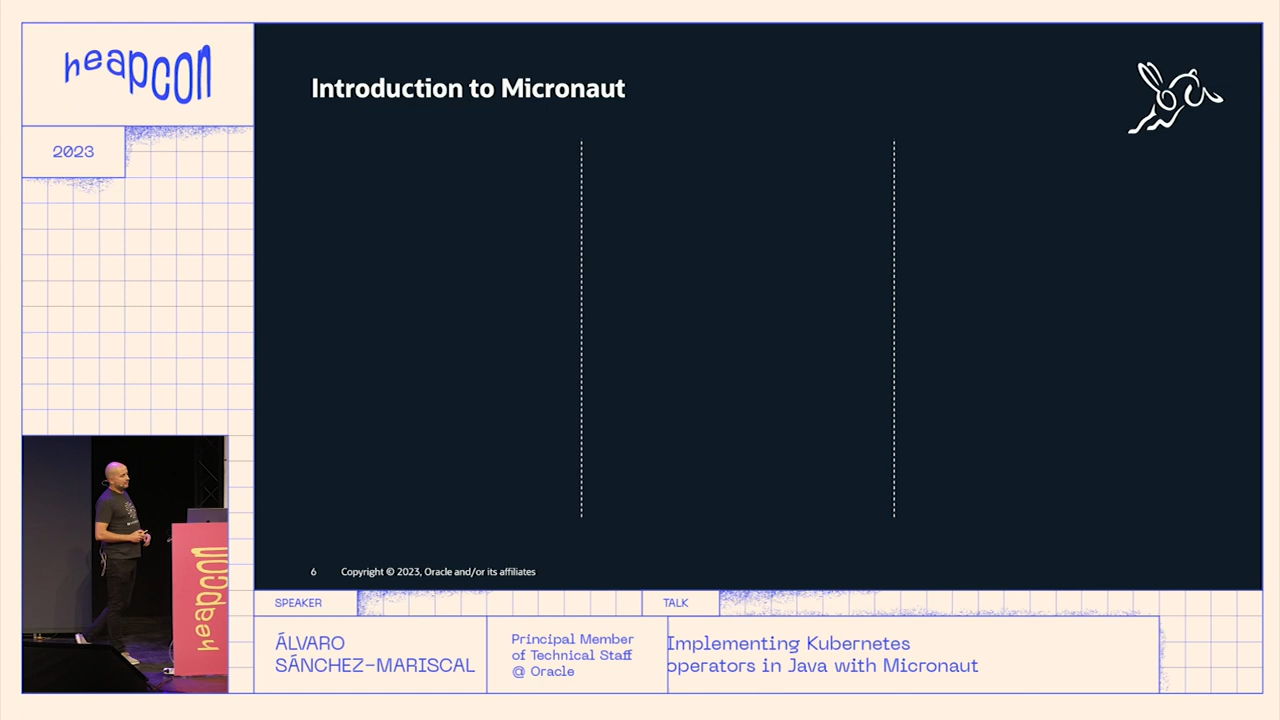 heapcon
2023
Introduction to Micronaut
6 Copyright © 2023, Oracle and/or its affiliates
heapcon
SPEAKER
ÁLVARO
SÁNCHEZ-MARISCAL
Principal Member
of Technical Staff
@ Oracle
TALK
Implementing Kubernetes
operators in Java with Micronaut